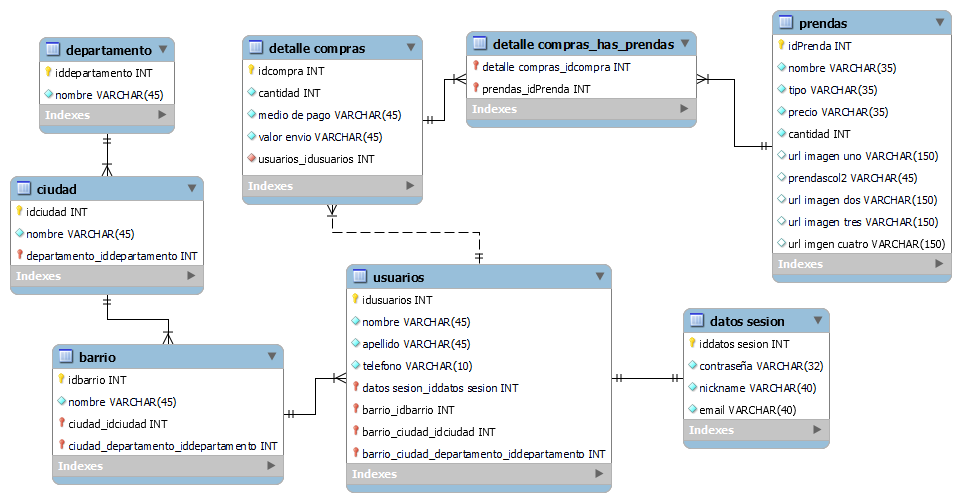 departamento
iddepartamento INT
nombre VARCHAR(45)
Indexes
ciudad
idciudad INT
nombre VARCHAR(45)
departamento_iddepartamento INT
Indexes
barrio
idbarrio INT
nombre VARCHAR(45)
ciudad_idciudad INT
ciudad_departamento_iddepartamento INT
Indexes
detalle compras
idcompra INT
cantidad INT
medio de pago VARCHAR(45)
valor envio VARCHAR(45)
usuarios_idusuarios INT
Indexes
detalle compras_has_prendas
detalle compras_idcompra INT
prendas_idPrenda INT
Indexes
prendas
idPrenda INT
nombre VARCHAR(35)
tipo VARCHAR(35)
precio VARCHAR(35)
cantidad INT
url imagen uno VARCHAR(150)
prendascol2 VARCHAR(45)
url imagen dos VARCHAR(150)
url imagen tres VARCHAR(150)
url imgen cuatro VARCHAR(150)
Indexes
usuarios
idusuarios INT
nombre VARCHAR(45)
apellido VARCHAR(45)
telefono VARCHAR(10)
datos sesion_iddatos sesion INT
barrio_idbarrio INT
barrio_ciudad_idciudad INT
barrio_ciudad_departamento_iddepartamento INT
Indexes
datos sesion
iddatos sesion INT
contraseña VARCHAR(32)
nickname VARCHAR(40)
email VARCHAR(40)
Indexes